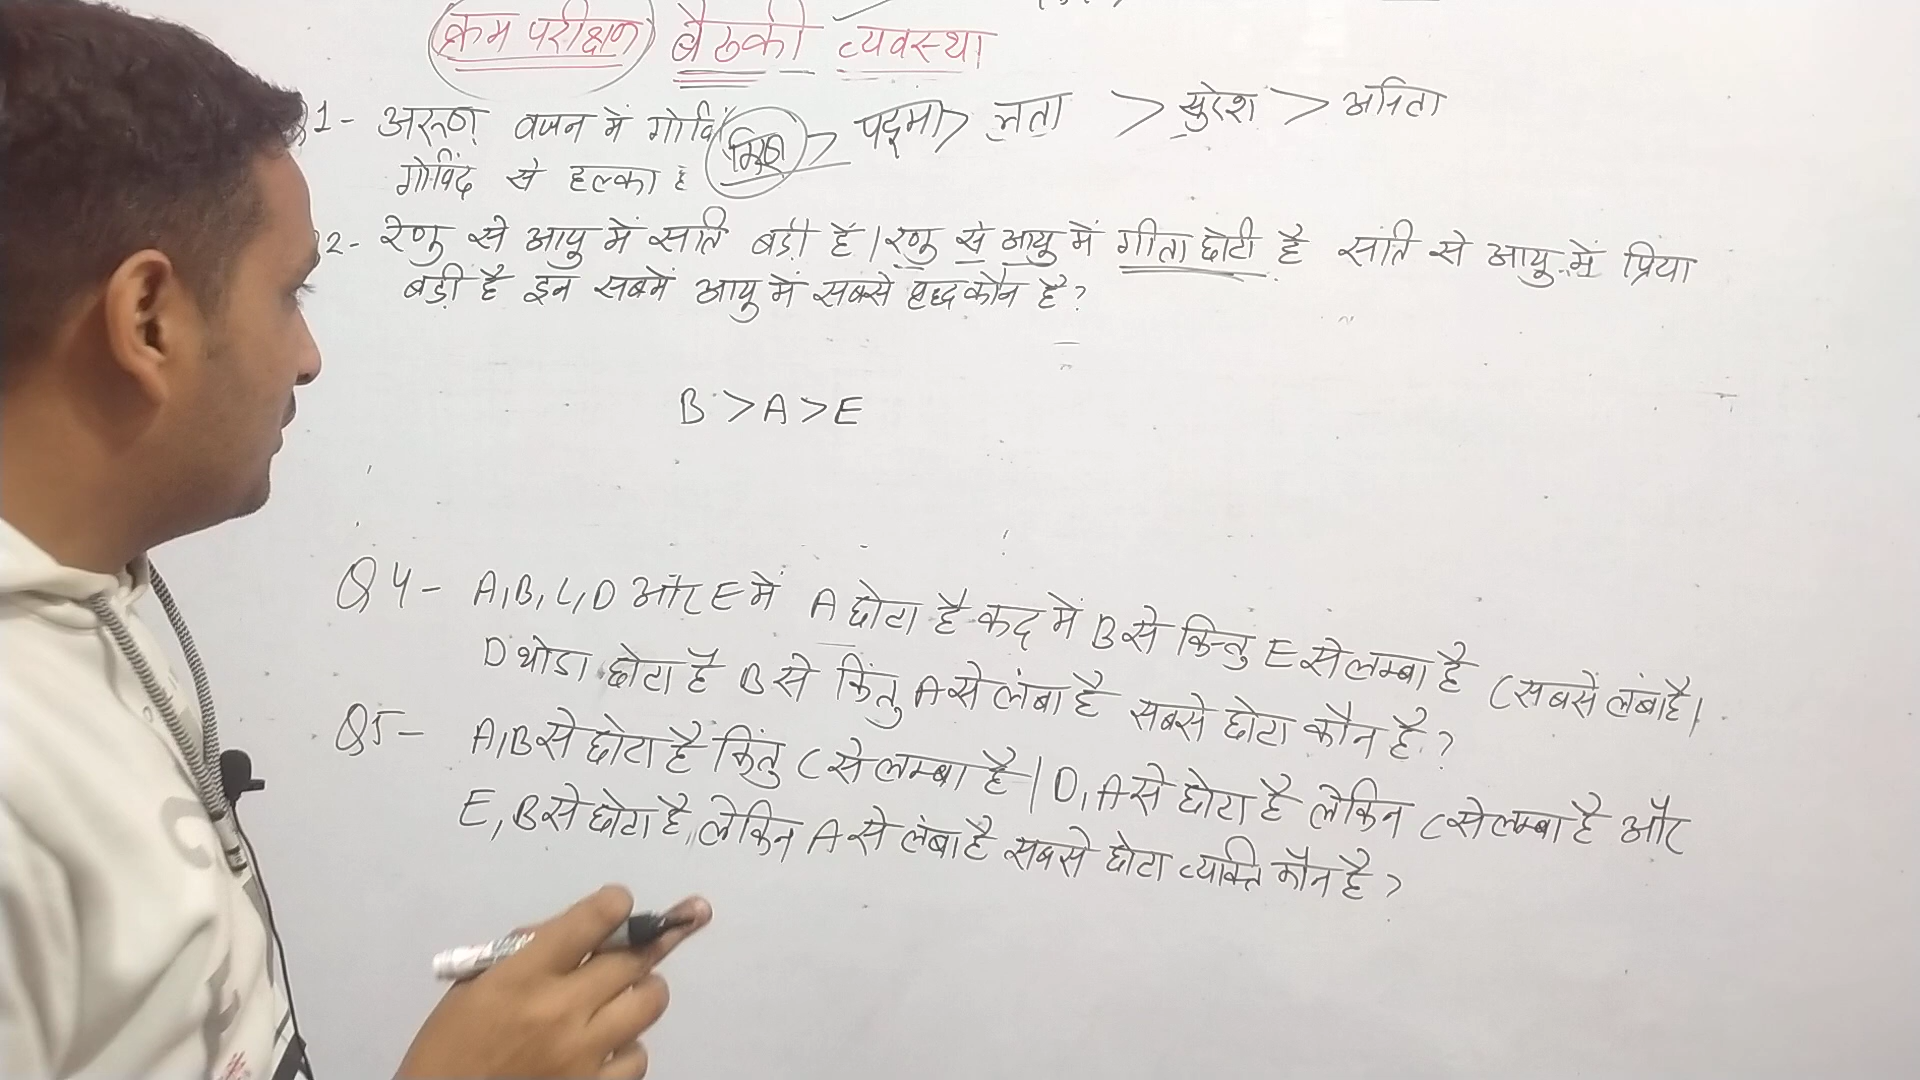 क्रम परीक्षण बैठकी व्यवस्था
1- अरूण वजन में गोविं > पद्मा > लता > सुरेश > अनिता
गोविंद से हल्का है
2- रेणु से आयु में सांति बड़ी है। रेणु से आयु में गीता छोटी है सांति से आयु में प्रिया
बड़ी है इन सबमें आयु में सबसे वृद्ध कौन है?
B > A > E
Q4- A,B,C,D और E में A छोटा है कद में B से किन्तु E से लम्बा है C सबसे लंबा है।
D थोडा छोटा है B से किंतु A से लंबा है सबसे छोटा कौन है?
Q5- A,B से छोटा है किंतु C से लम्बा है। D,A से छोटा है लेकिन C से लम्बा है और
E,B से छोटा है, लेकिन A से लंबा है सबसे छोटा व्यक्ति कौन है?